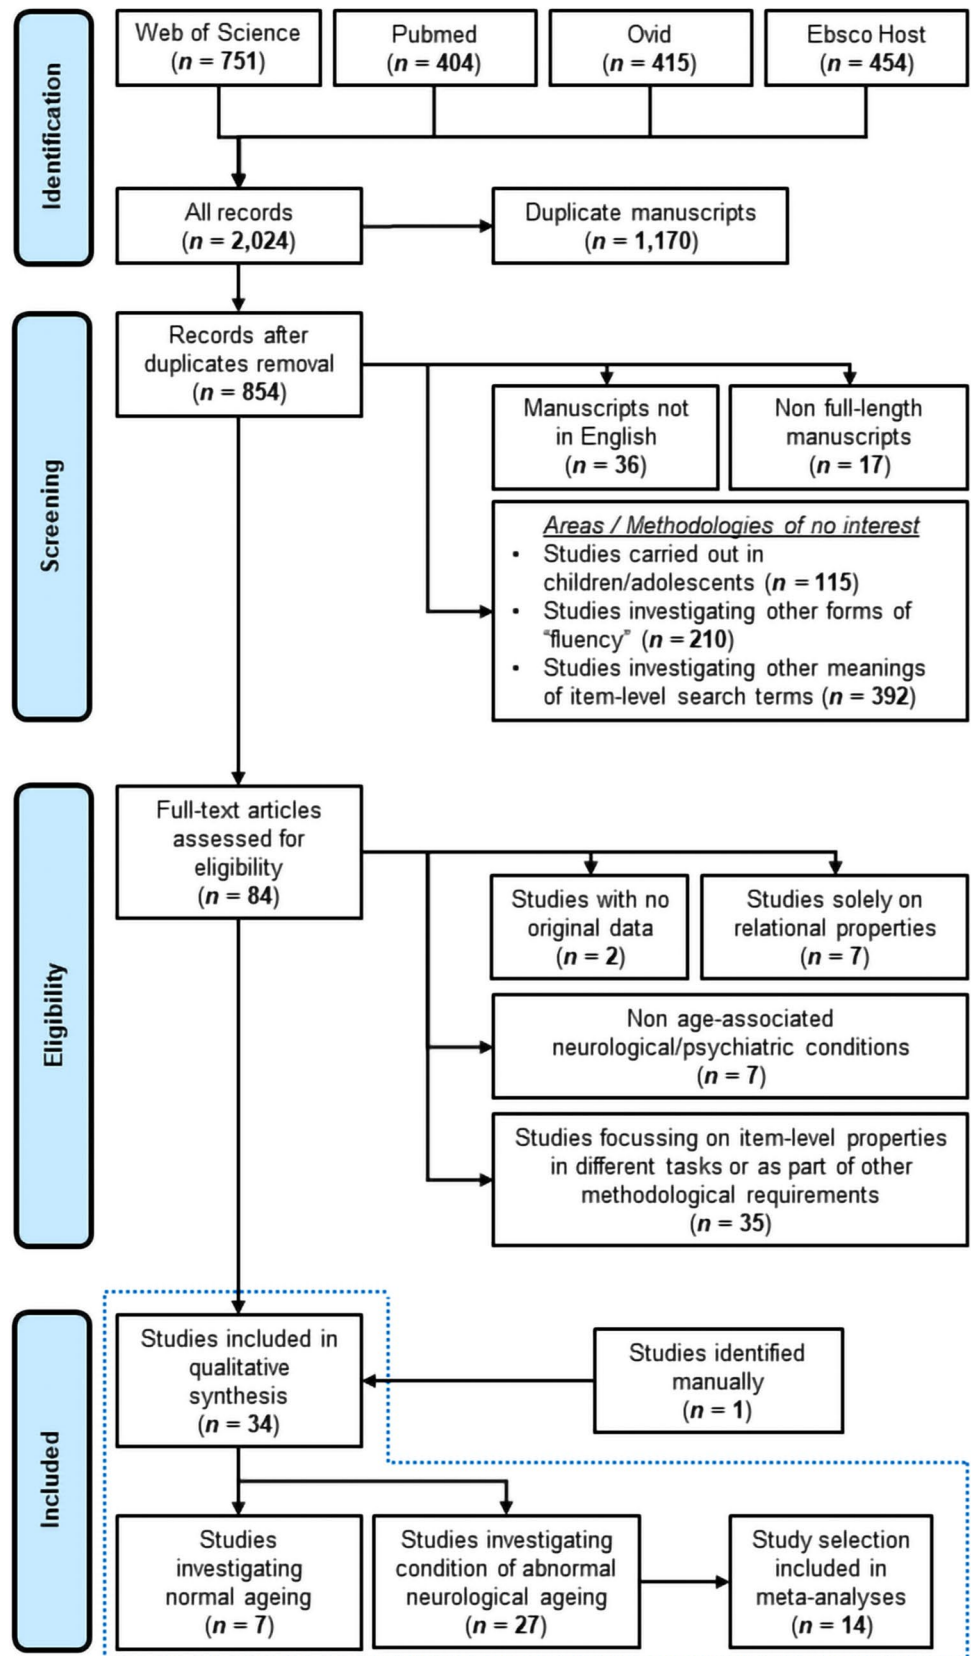 Identification
Web of Science
(n = 751)
Pubmed
(n = 404)
Ovid
(n = 415)
Ebsco Host
(n = 454)
All records
(n = 2,024)
Duplicate manuscripts
(n = 1,170)
Screening
Records after
duplicates removal
(n = 854)
Manuscripts not
in English
(n = 36)
Non full-length
manuscripts
(n = 17)
Areas / Methodologies of no interest
• Studies carried out in
children/adolescents (n = 115)
• Studies investigating other forms of
“fluency” (n = 210)
• Studies investigating other meanings
of item-level search terms (n = 392)
Eligibility
Full-text articles
assessed for
eligibility
(n = 84)
Studies with no
original data
(n = 2)
Studies solely on
relational properties
(n = 7)
Non age-associated
neurological/psychiatric conditions
(n = 7)
Studies focussing on item-level properties
in different tasks or as part of other
methodological requirements
(n = 35)
Included
Studies included in
qualitative
synthesis
(n = 34)
Studies identified
manually
(n = 1)
Studies
investigating
normal ageing
(n = 7)
Studies investigating
condition of abnormal
neurological ageing
(n = 27)
Study selection
included in
meta-analyses
(n = 14)